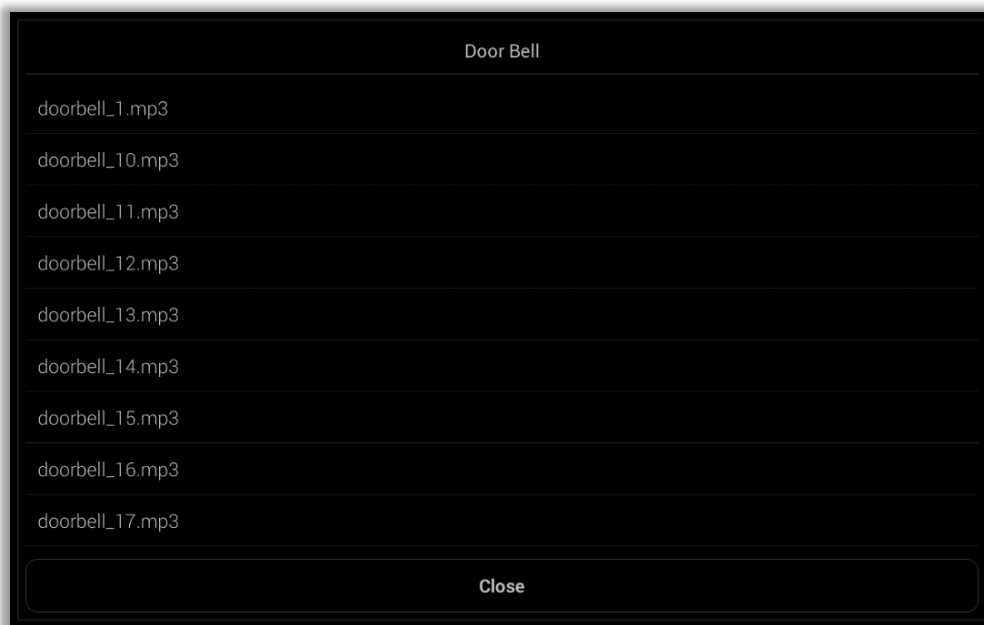 Door Bell
doorbell_1.mp3
doorbell_10.mp3
doorbell_11.mp3
doorbell_12.mp3
doorbell_13.mp3
doorbell_14.mp3
doorbell_15.mp3
doorbell_16.mp3
doorbell_17.mp3
Close